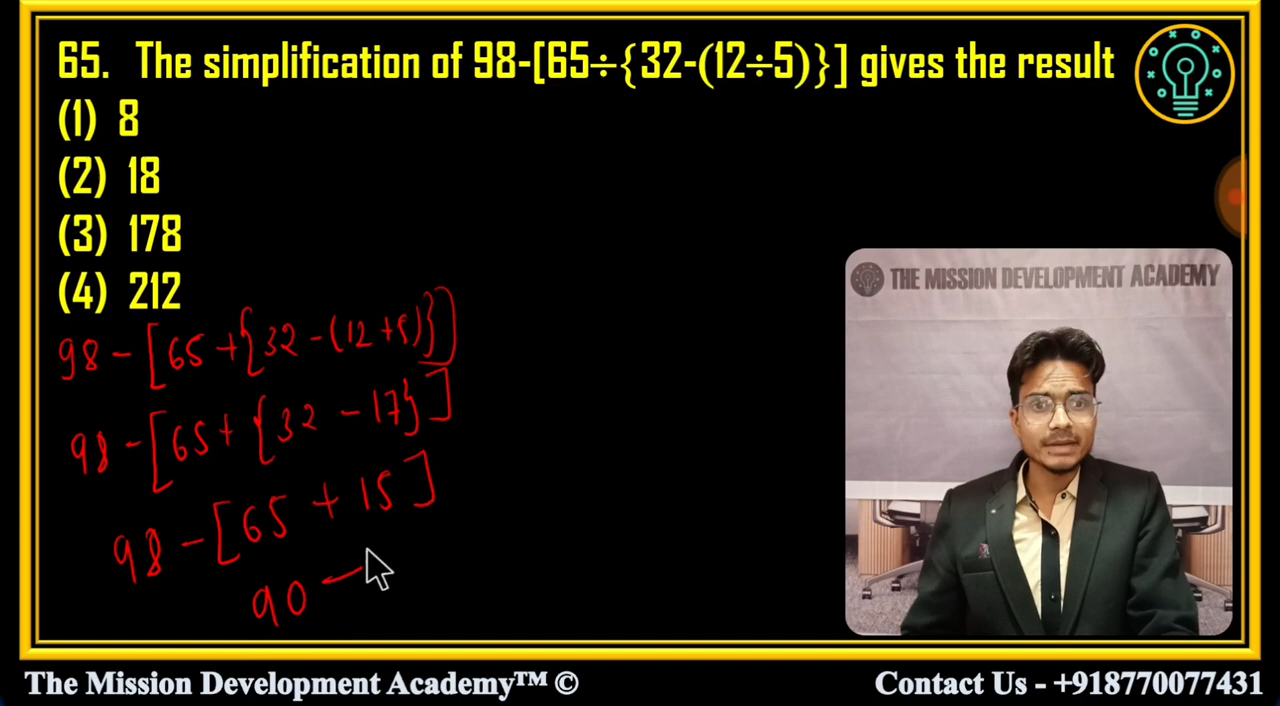 65. The simplification of 98-[65÷{32-(12÷5)}] gives the result
(1) 8
(2) 18
(3) 178
(4) 212
98-[65+{32-(12+5)}]
98-[65+{32-17}]
98-[65+15]
90-
THE MISSION DEVELOPMENT ACADEMY
The Mission Development Academy™ ©
Contact Us - +918770077431